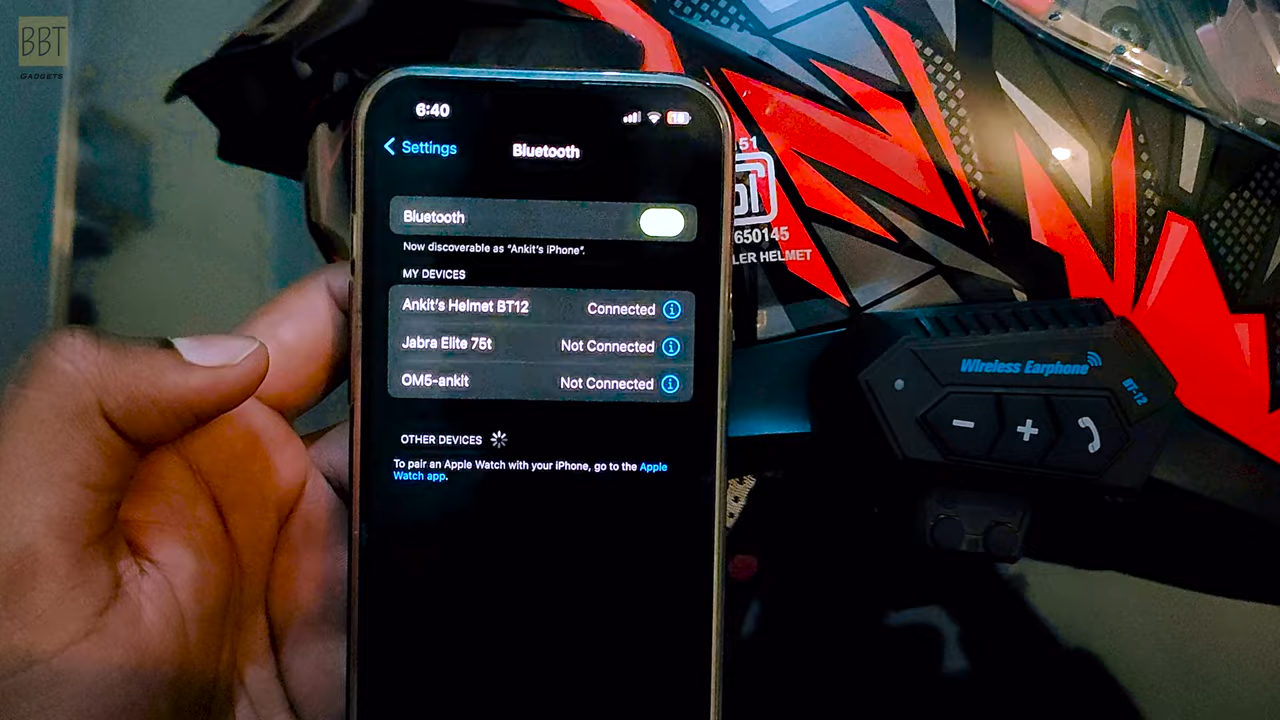 BBT
GADGETS
6:40
Settings
Bluetooth
Bluetooth
Now discoverable as “Ankit's iPhone”.
MY DEVICES
Ankit's Helmet BT12 Connected
Jabra Elite 75t Not Connected
OM5-ankit Not Connected
OTHER DEVICES
To pair an Apple Watch with your iPhone, go to the Apple
Watch app.
51
650145
LER HELMET
Wireless Earphone
BT-12